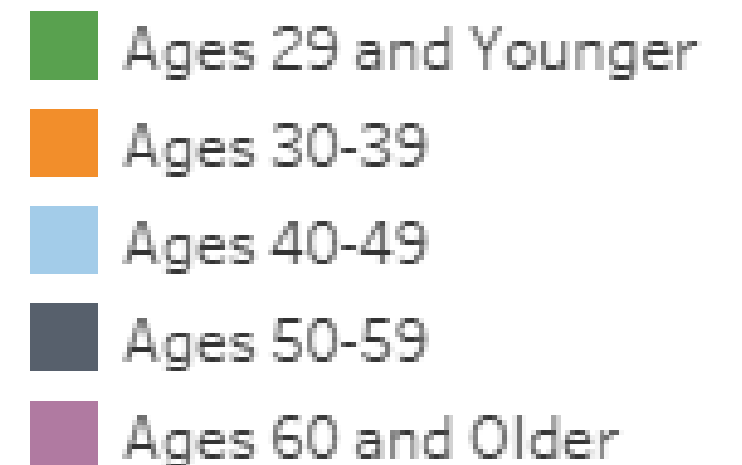 Ages 29 and Younger
Ages 30-39
Ages 40-49
Ages 50-59
Ages 60 and Older